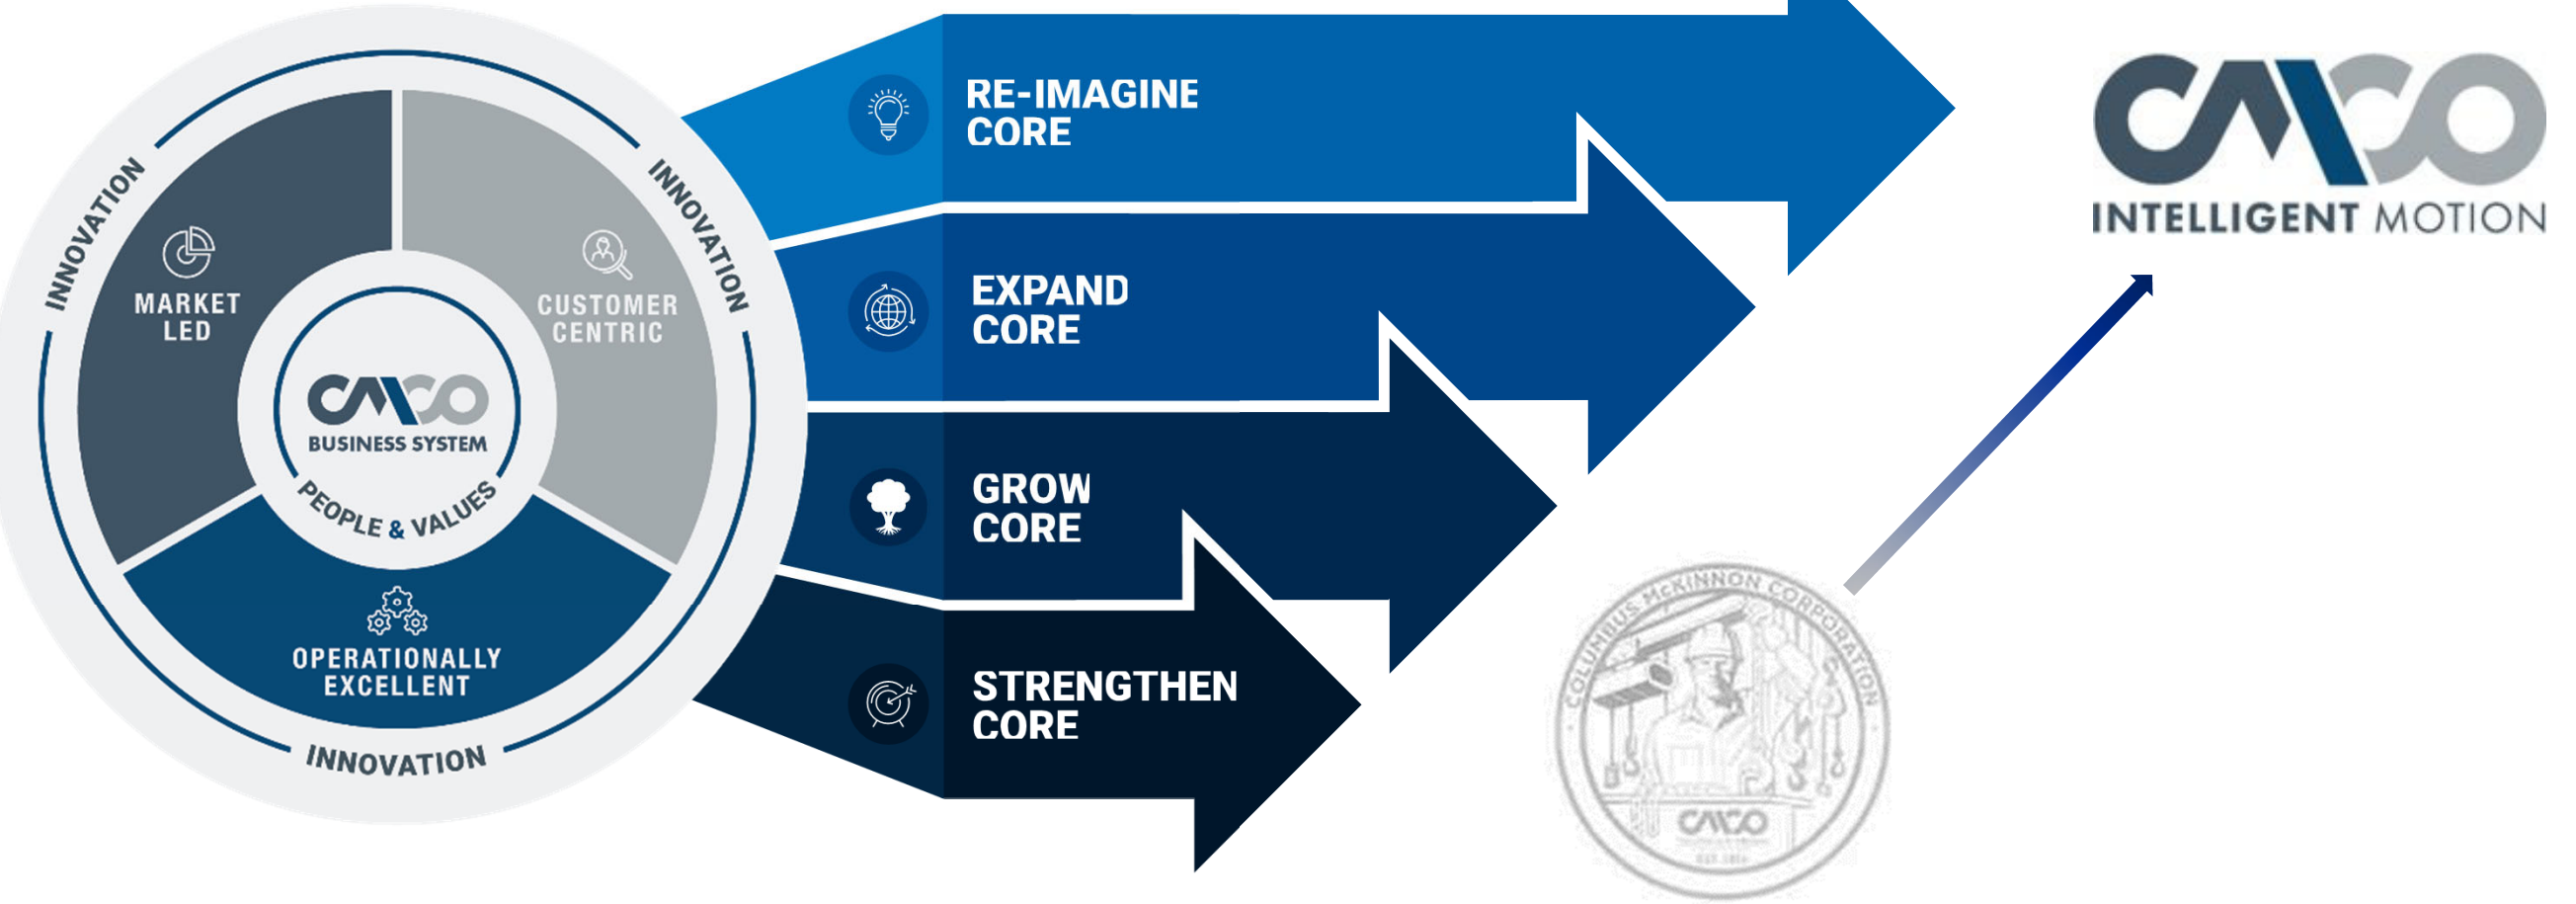 INNOVATION
INNOVATION
MARKET
LED
CUSTOMER
CENTRIC
CMCO
BUSINESS SYSTEM
PEOPLE & VALUES
OPERATIONALLY
EXCELLENT
INNOVATION
RE-IMAGINE
CORE
EXPAND
CORE
GROW
CORE
STRENGTHEN
CORE
CMCO
INTELLIGENT MOTION
COLUMBUS McKINNON CORPORATION
CMCO